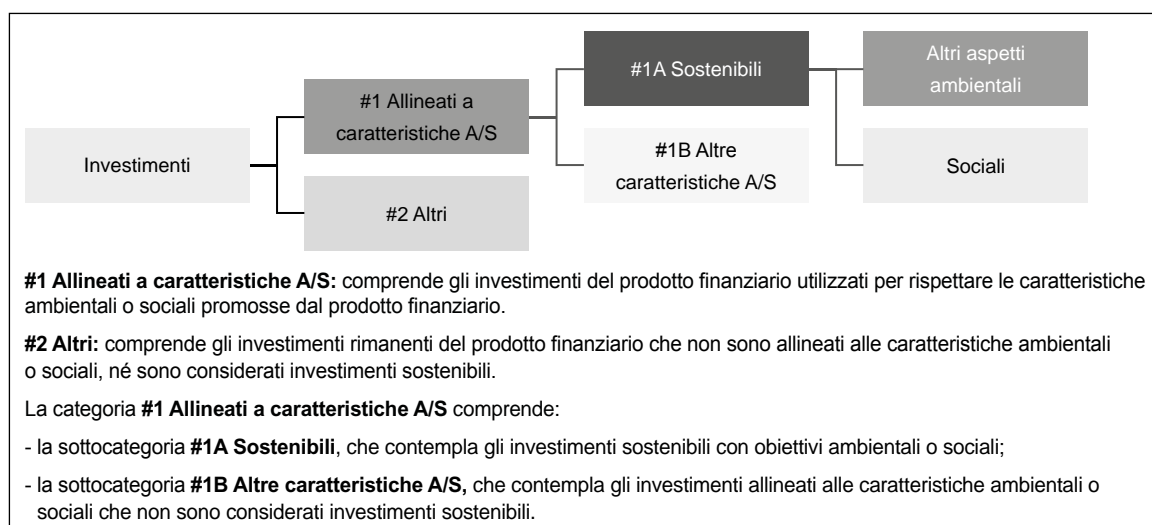 Investimenti
#1 Allineati a
caratteristiche A/S
#2 Altri
#1A Sostenibili
#1B Altre
caratteristiche A/S
Altri aspetti
ambientali
Sociali
#1 Allineati a caratteristiche A/S: comprende gli investimenti del prodotto finanziario utilizzati per rispettare le caratteristiche
ambientali o sociali promosse dal prodotto finanziario.
#2 Altri: comprende gli investimenti rimanenti del prodotto finanziario che non sono allineati alle caratteristiche ambientali
o sociali, né sono considerati investimenti sostenibili.
La categoria #1 Allineati a caratteristiche A/S comprende:
- la sottocategoria #1A Sostenibili, che contempla gli investimenti sostenibili con obiettivi ambientali o sociali;
- la sottocategoria #1B Altre caratteristiche A/S, che contempla gli investimenti allineati alle caratteristiche ambientali o
sociali che non sono considerati investimenti sostenibili.